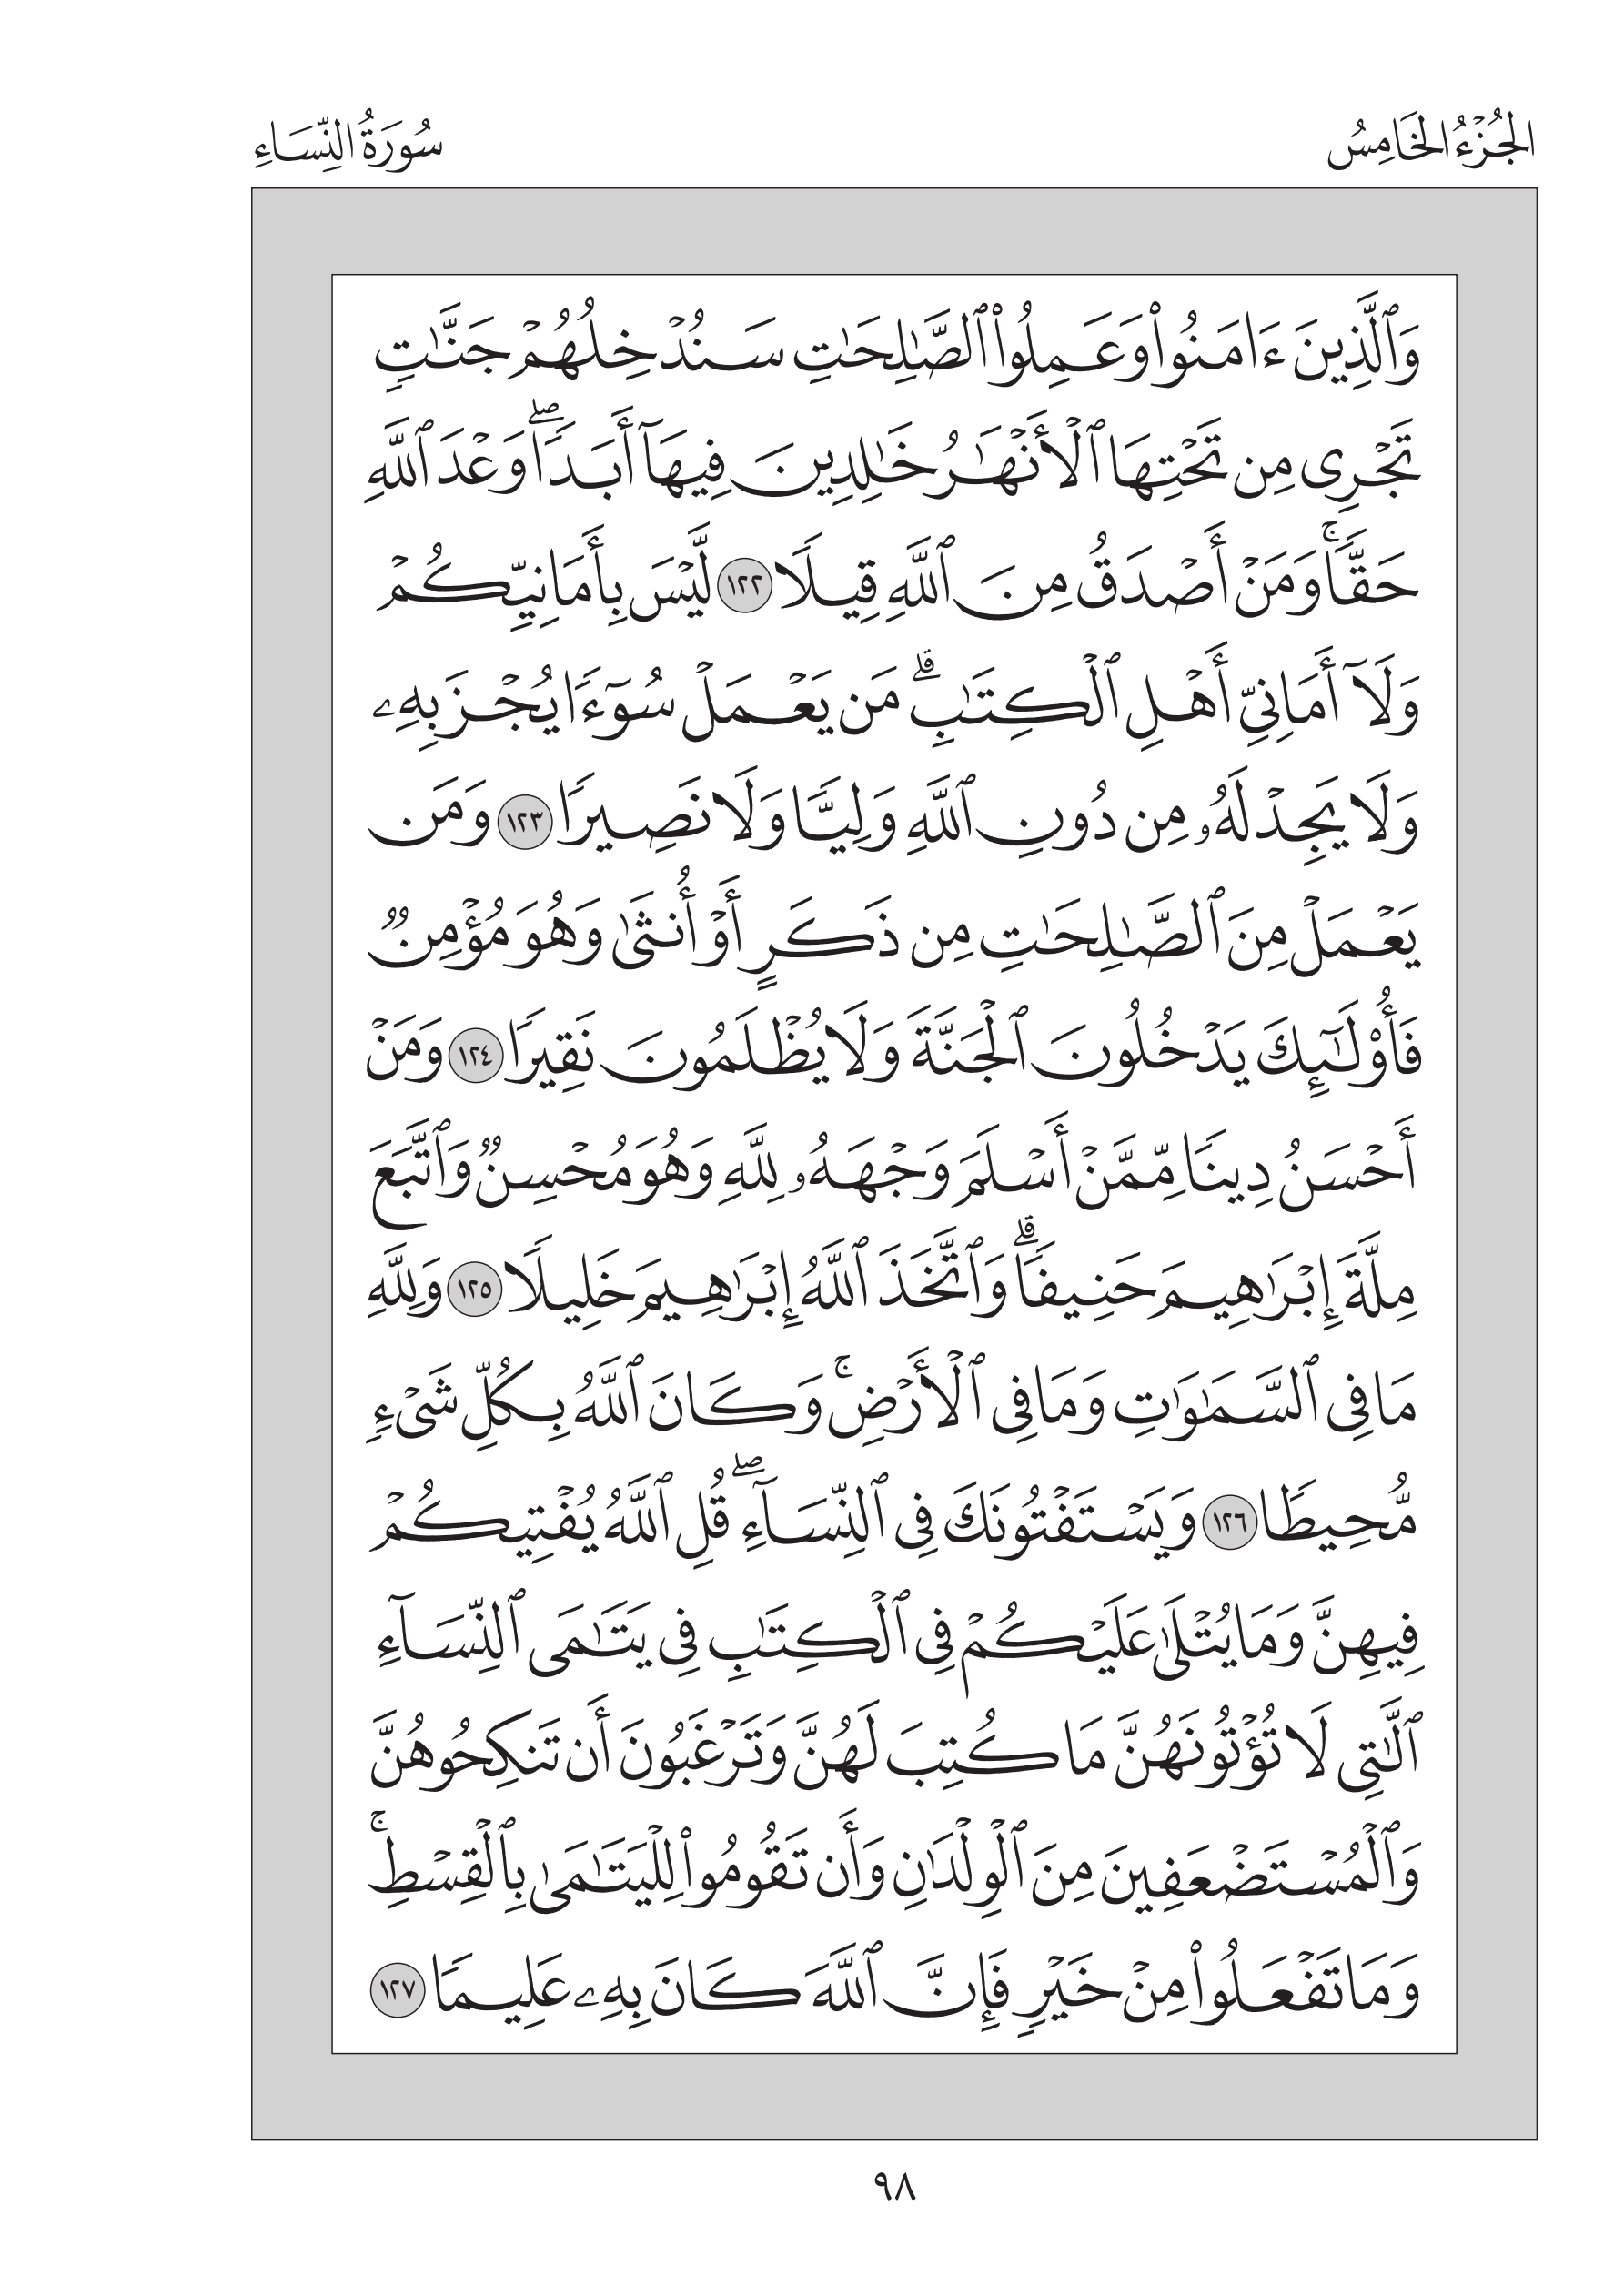 الجُزْءُ الخَامِسُ
سُورَةُ النِّسَاءِ
وَٱلَّذِينَ ءَامَنُوا۟ وَعَمِلُوا۟ ٱلصَّـٰلِحَـٰتِ سَنُدْخِلُهُمْ جَنَّـٰتٍ
تَجْرِى مِن تَحْتِهَا ٱلْأَنْهَـٰرُ خَـٰلِدِينَ فِيهَآ أَبَدًا ۖ وَعْدَ ٱللَّهِ
حَقًّا ۚ وَمَنْ أَصْدَقُ مِنَ ٱللَّهِ قِيلًا ١٢٢ لَّيْسَ بِأَمَانِيِّكُمْ
وَلَآ أَمَانِىِّ أَهْلِ ٱلْكِتَـٰبِ ۗ مَن يَعْمَلْ سُوٓءًا يُجْزَ بِهِۦ
وَلَا يَجِدْ لَهُۥ مِن دُونِ ٱللَّهِ وَلِيًّا وَلَا نَصِيرًا ١٢٣ وَمَن
يَعْمَلْ مِنَ ٱلصَّـٰلِحَـٰتِ مِن ذَكَرٍ أَوْ أُنثَىٰ وَهُوَ مُؤْمِنٌ
فَأُو۟لَـٰٓئِكَ يَدْخُلُونَ ٱلْجَنَّةَ وَلَا يُظْلَمُونَ نَقِيرًا ١٢٤ وَمَنْ
أَحْسَنُ دِينًا مِّمَّنْ أَسْلَمَ وَجْهَهُۥ لِلَّهِ وَهُوَ مُحْسِنٌ وَٱتَّبَعَ
مِلَّةَ إِبْرَٰهِيمَ حَنِيفًا ۗ وَٱتَّخَذَ ٱللَّهُ إِبْرَٰهِيمَ خَلِيلًا ١٢٥ وَلِلَّهِ
مَا فِى ٱلسَّمَـٰوَٰتِ وَمَا فِى ٱلْأَرْضِ ۚ وَكَانَ ٱللَّهُ بِكُلِّ شَىْءٍ
مُّحِيطًا ١٢٦ وَيَسْتَفْتُونَكَ فِى ٱلنِّسَآءِ ۖ قُلِ ٱللَّهُ يُفْتِيكُمْ
فِيهِنَّ وَمَا يُتْلَىٰ عَلَيْكُمْ فِى ٱلْكِتَـٰبِ فِى يَتَـٰمَى ٱلنِّسَآءِ
ٱلَّـٰتِى لَا تُؤْتُونَهُنَّ مَا كُتِبَ لَهُنَّ وَتَرْغَبُونَ أَن تَنكِحُوهُنَّ
وَٱلْمُسْتَضْعَفِينَ مِنَ ٱلْوِلْدَٰنِ وَأَن تَقُومُوا۟ لِلْيَتَـٰمَىٰ بِٱلْقِسْطِ ۚ
وَمَا تَفْعَلُوا۟ مِنْ خَيْرٍ فَإِنَّ ٱللَّهَ كَانَ بِهِۦ عَلِيمًا ١٢٧
٩٨